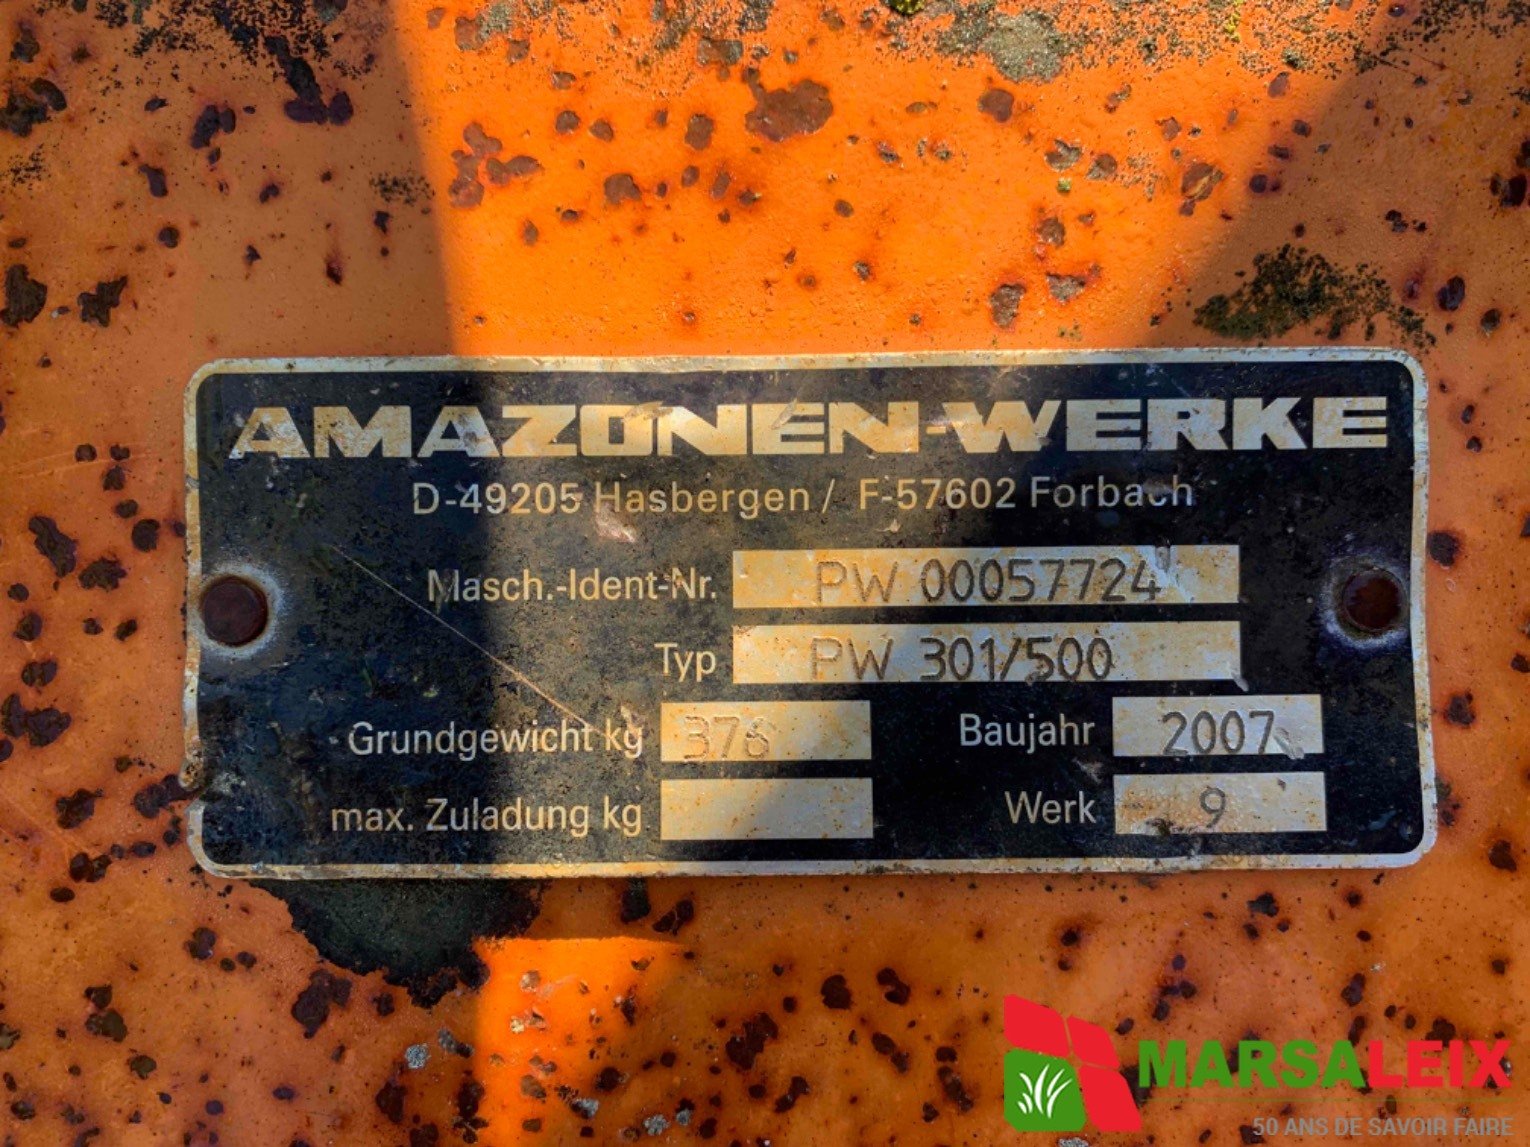 AMAZONEN-WERKE
D-49205 Hasbergen / F-57602 Forbach
Masch.-Ident-Nr. PW 00057724
Typ PW 301/500
Grundgewicht kg 376 Baujahr 2007
max. Zuladung kg Werk 9
MARSALEIX
50 ANS DE SAVOIR FAIRE